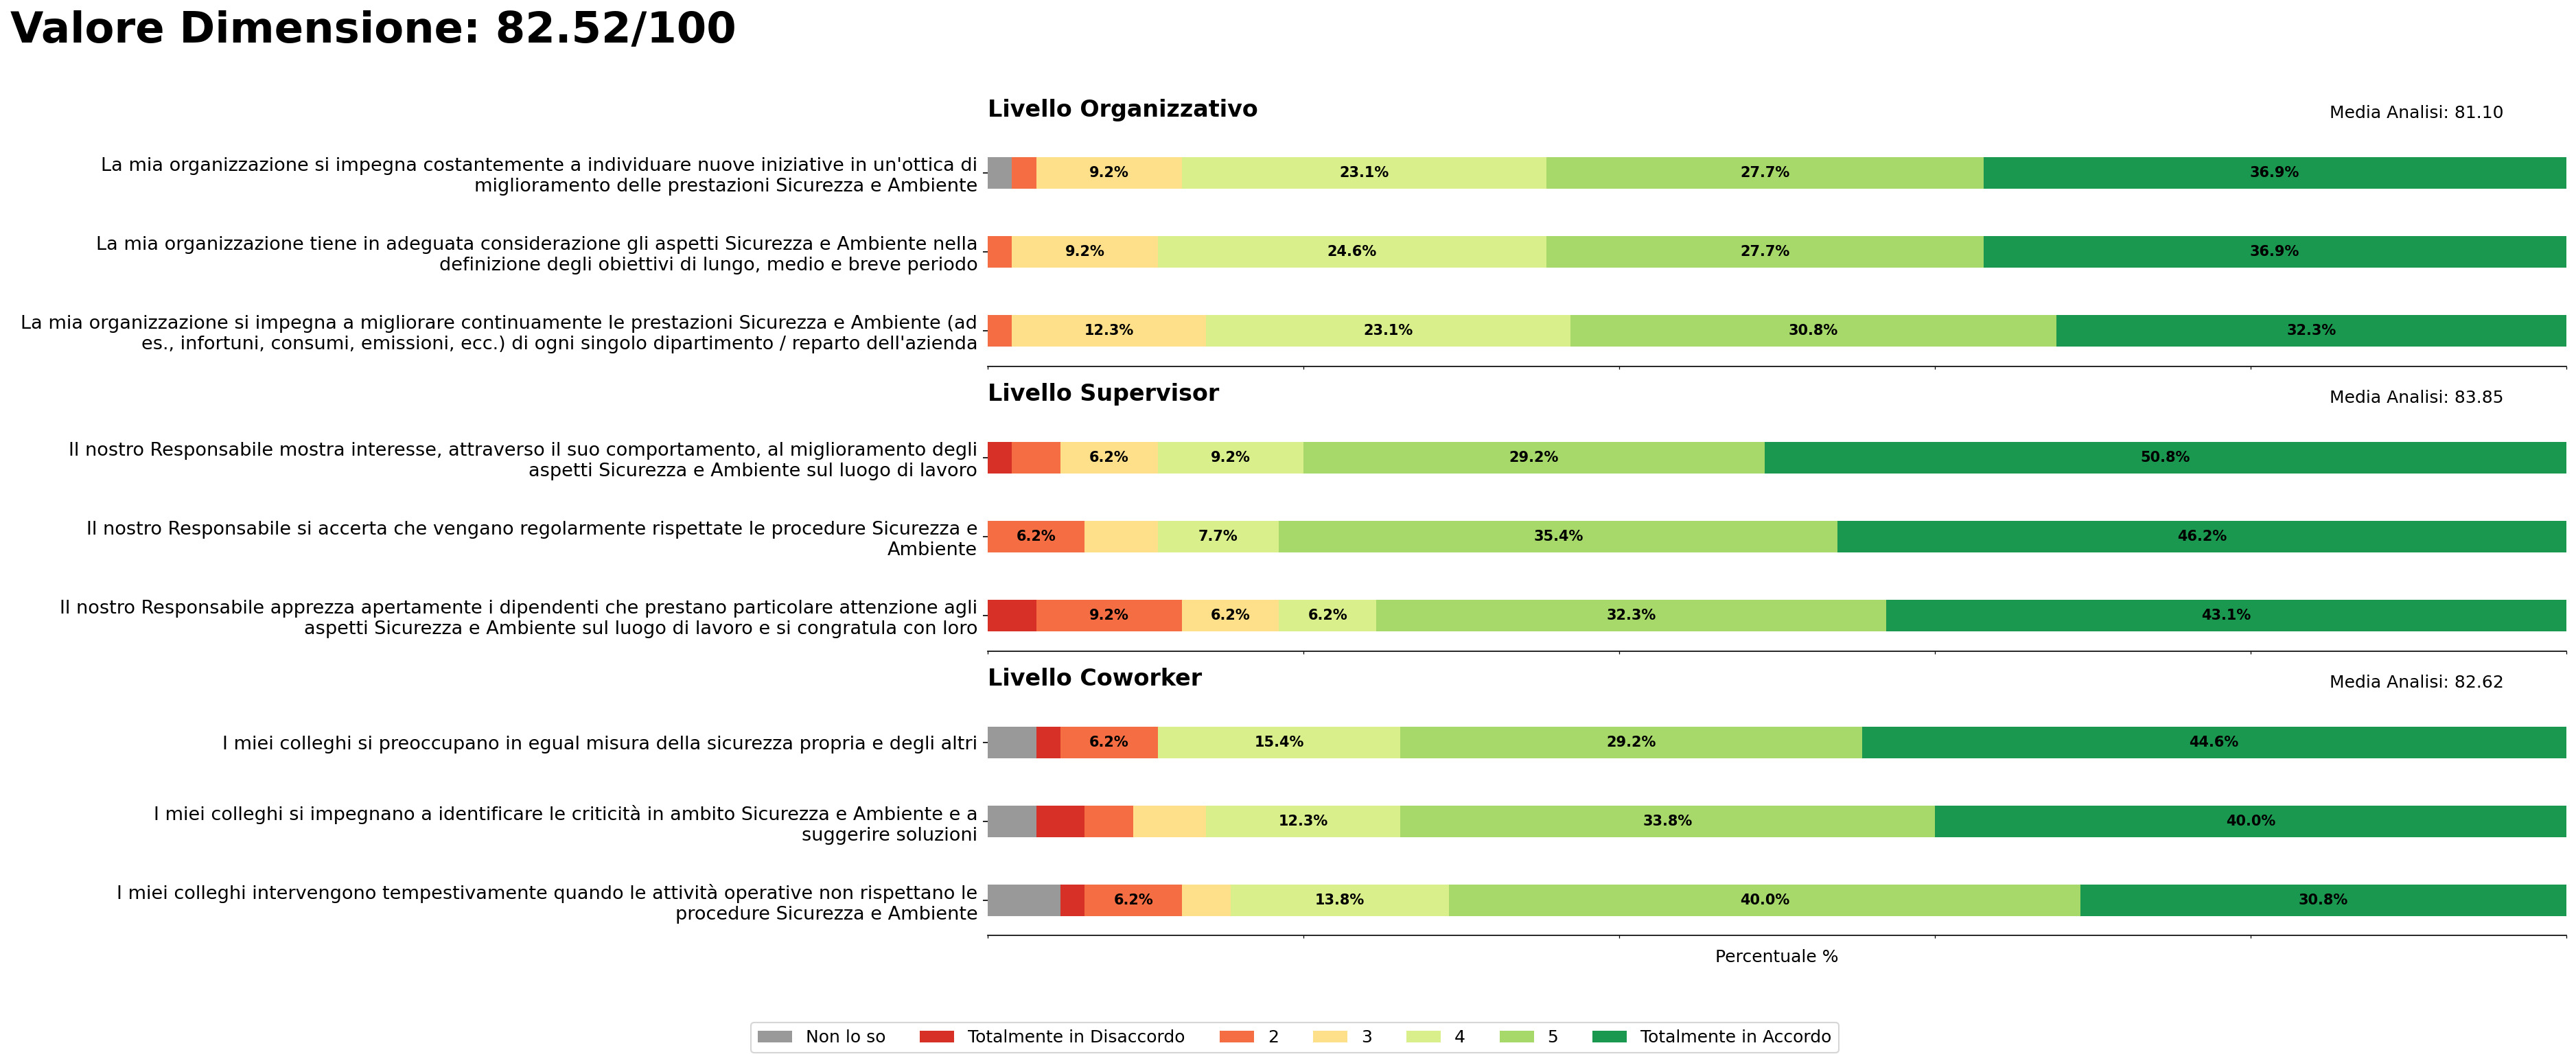 Valore Dimensione: 82.52/100
Livello Organizzativo
Media Analisi: 81.10
La mia organizzazione si impegna costantemente a individuare nuove iniziative in un'ottica di
miglioramento delle prestazioni Sicurezza e Ambiente
9.2% 23.1% 27.7% 36.9%
La mia organizzazione tiene in adeguata considerazione gli aspetti Sicurezza e Ambiente nella
definizione degli obiettivi di lungo, medio e breve periodo
9.2% 24.6% 27.7% 36.9%
La mia organizzazione si impegna a migliorare continuamente le prestazioni Sicurezza e Ambiente (ad
es., infortuni, consumi, emissioni, ecc.) di ogni singolo dipartimento / reparto dell'azienda
12.3% 23.1% 30.8% 32.3%
Livello Supervisor
Media Analisi: 83.85
Il nostro Responsabile mostra interesse, attraverso il suo comportamento, al miglioramento degli
aspetti Sicurezza e Ambiente sul luogo di lavoro
6.2% 9.2% 29.2% 50.8%
Il nostro Responsabile si accerta che vengano regolarmente rispettate le procedure Sicurezza e
Ambiente
6.2% 7.7% 35.4% 46.2%
Il nostro Responsabile apprezza apertamente i dipendenti che prestano particolare attenzione agli
aspetti Sicurezza e Ambiente sul luogo di lavoro e si congratula con loro
9.2% 6.2% 6.2% 32.3% 43.1%
Livello Coworker
Media Analisi: 82.62
I miei colleghi si preoccupano in egual misura della sicurezza propria e degli altri
6.2% 15.4% 29.2% 44.6%
I miei colleghi si impegnano a identificare le criticità in ambito Sicurezza e Ambiente e a
suggerire soluzioni
12.3% 33.8% 40.0%
I miei colleghi intervengono tempestivamente quando le attività operative non rispettano le
procedure Sicurezza e Ambiente
6.2% 13.8% 40.0% 30.8%
Percentuale %
Non lo so Totalmente in Disaccordo 2 3 4 5 Totalmente in Accordo